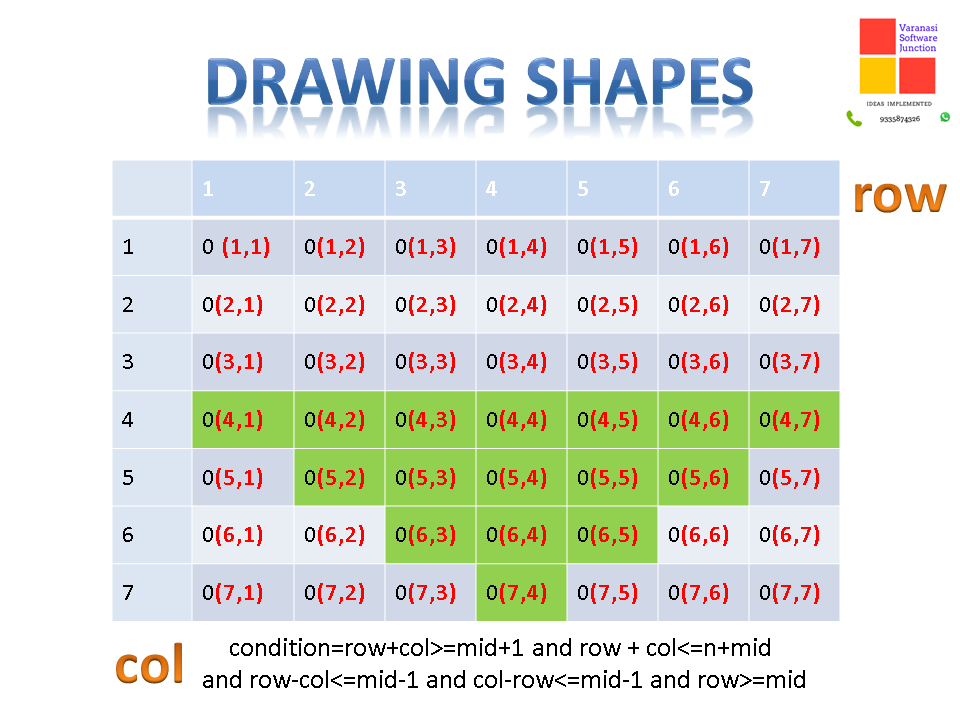 Varanasi
Software
Junction
IDEAS IMPLEMENTED
9335874326
DRAWING SHAPES
1 2 3 4 5 6 7
row
1 0 (1,1) 0(1,2) 0(1,3) 0(1,4) 0(1,5) 0(1,6) 0(1,7)
2 0(2,1) 0(2,2) 0(2,3) 0(2,4) 0(2,5) 0(2,6) 0(2,7)
3 0(3,1) 0(3,2) 0(3,3) 0(3,4) 0(3,5) 0(3,6) 0(3,7)
4 0(4,1) 0(4,2) 0(4,3) 0(4,4) 0(4,5) 0(4,6) 0(4,7)
5 0(5,1) 0(5,2) 0(5,3) 0(5,4) 0(5,5) 0(5,6) 0(5,7)
6 0(6,1) 0(6,2) 0(6,3) 0(6,4) 0(6,5) 0(6,6) 0(6,7)
7 0(7,1) 0(7,2) 0(7,3) 0(7,4) 0(7,5) 0(7,6) 0(7,7)
col
condition=row+col>=mid+1 and row + col<=n+mid
and row-col<=mid-1 and col-row<=mid-1 and row>=mid